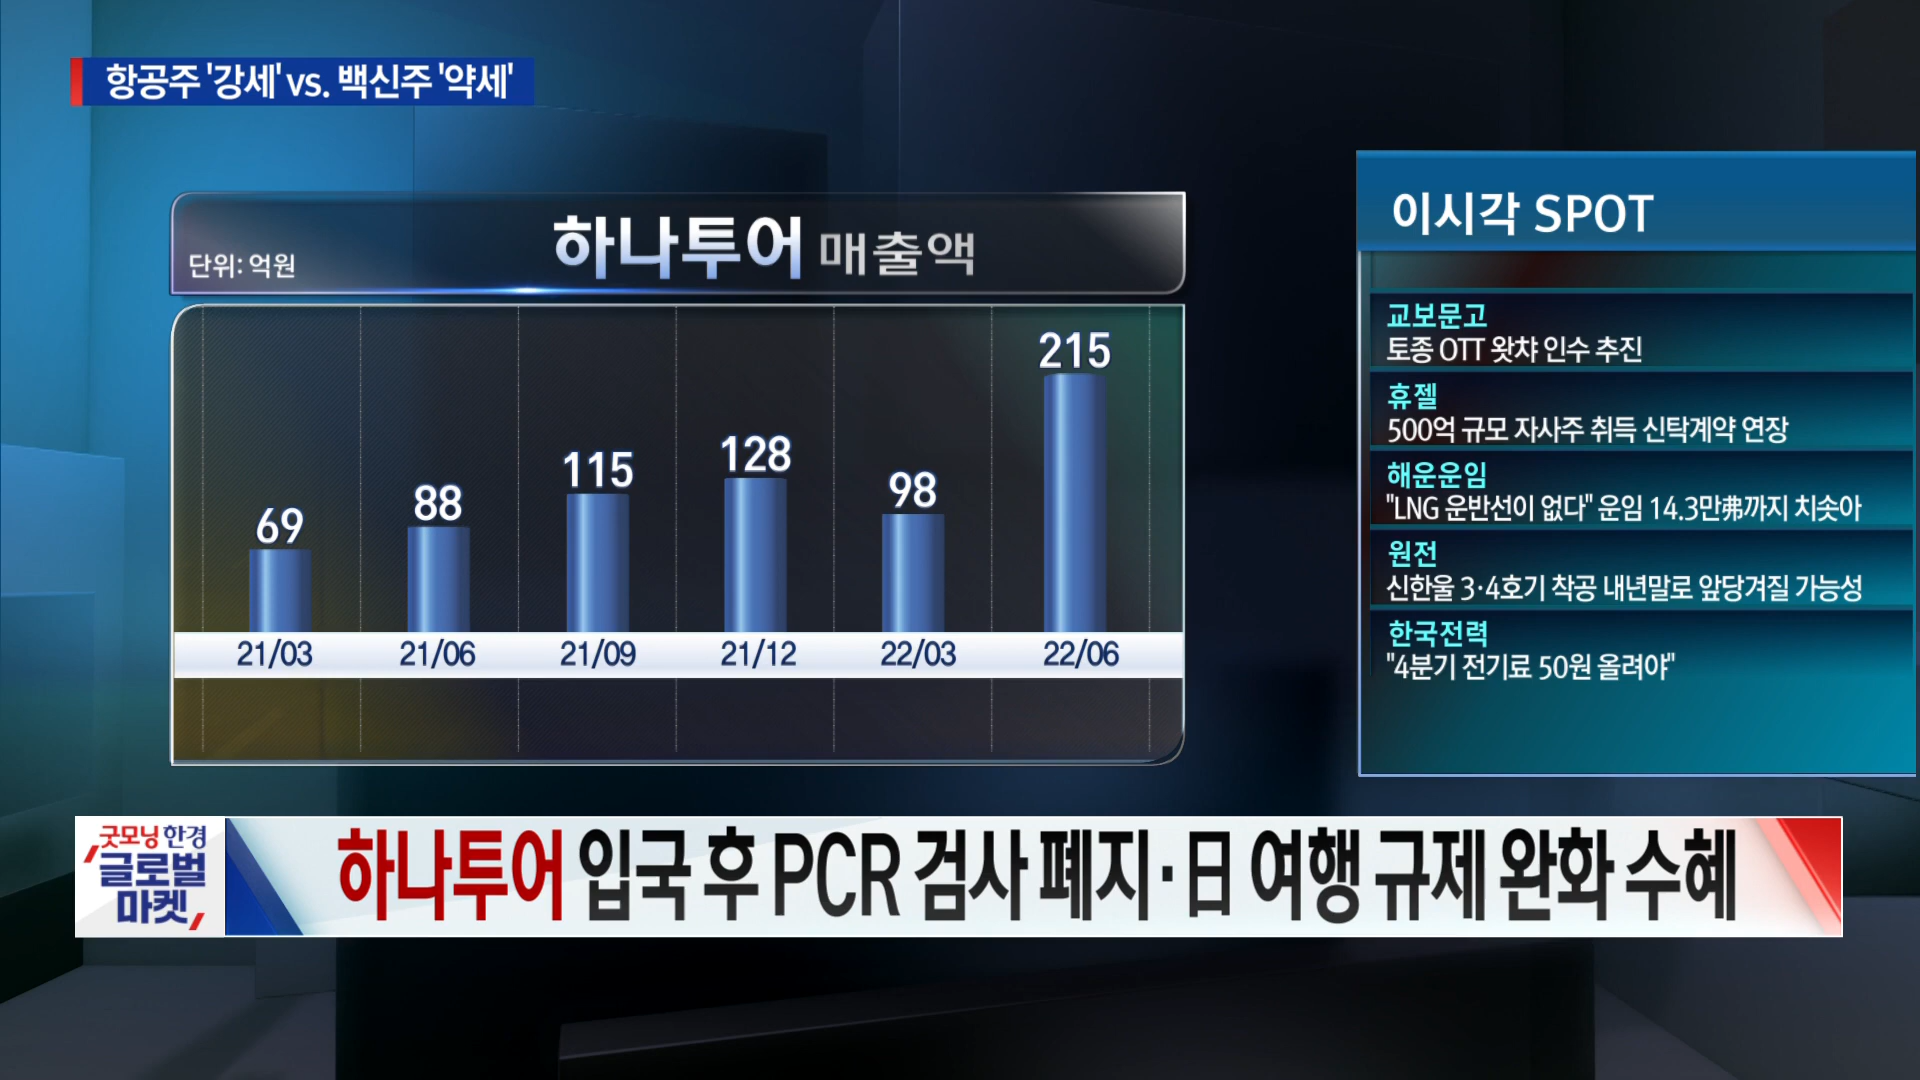 항공주 '강세' vs. 백신주 '약세'
단위: 억원
하나투어 매출액
69
88
115
128
98
215
21/03
21/06
21/09
21/12
22/03
22/06
이시각 SPOT
교보문고
토종 OTT 왓챠 인수 추진
휴젤
500억 규모 자사주 취득 신탁계약 연장
해운운임
"LNG 운반선이 없다" 운임 14.3만弗까지 치솟아
원전
신한울 3·4호기 착공 내년말로 앞당겨질 가능성
한국전력
"4분기 전기료 50원 올려야"
굿모닝 한경
글로벌
마켓
하나투어 입국 후 PCR 검사 폐지·日 여행 규제 완화 수혜